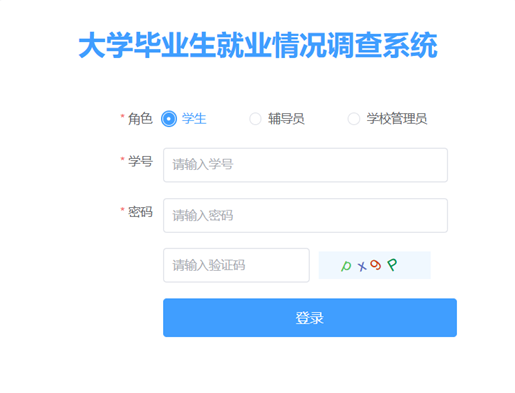 大学毕业生就业情况调查系统
* 角色 学生 辅导员 学校管理员
* 学号 请输入学号
* 密码 请输入密码
请输入验证码 px9P
登录